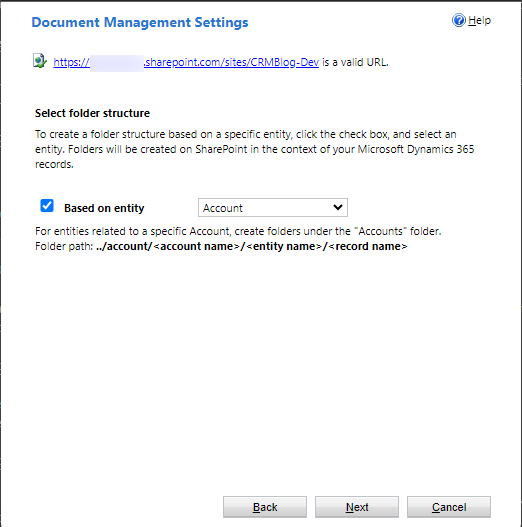 Document Management Settings
Help
https://.sharepoint.com/sites/CRMBlog-Dev is a valid URL.
Select folder structure
To create a folder structure based on a specific entity, click the check box, and select an
entity. Folders will be created on SharePoint in the context of your Microsoft Dynamics 365
records.
Based on entity
Account
For entities related to a specific Account, create folders under the "Accounts" folder.
Folder path: ../account/<account name>/<entity name>/<record name>
Back
Next
Cancel